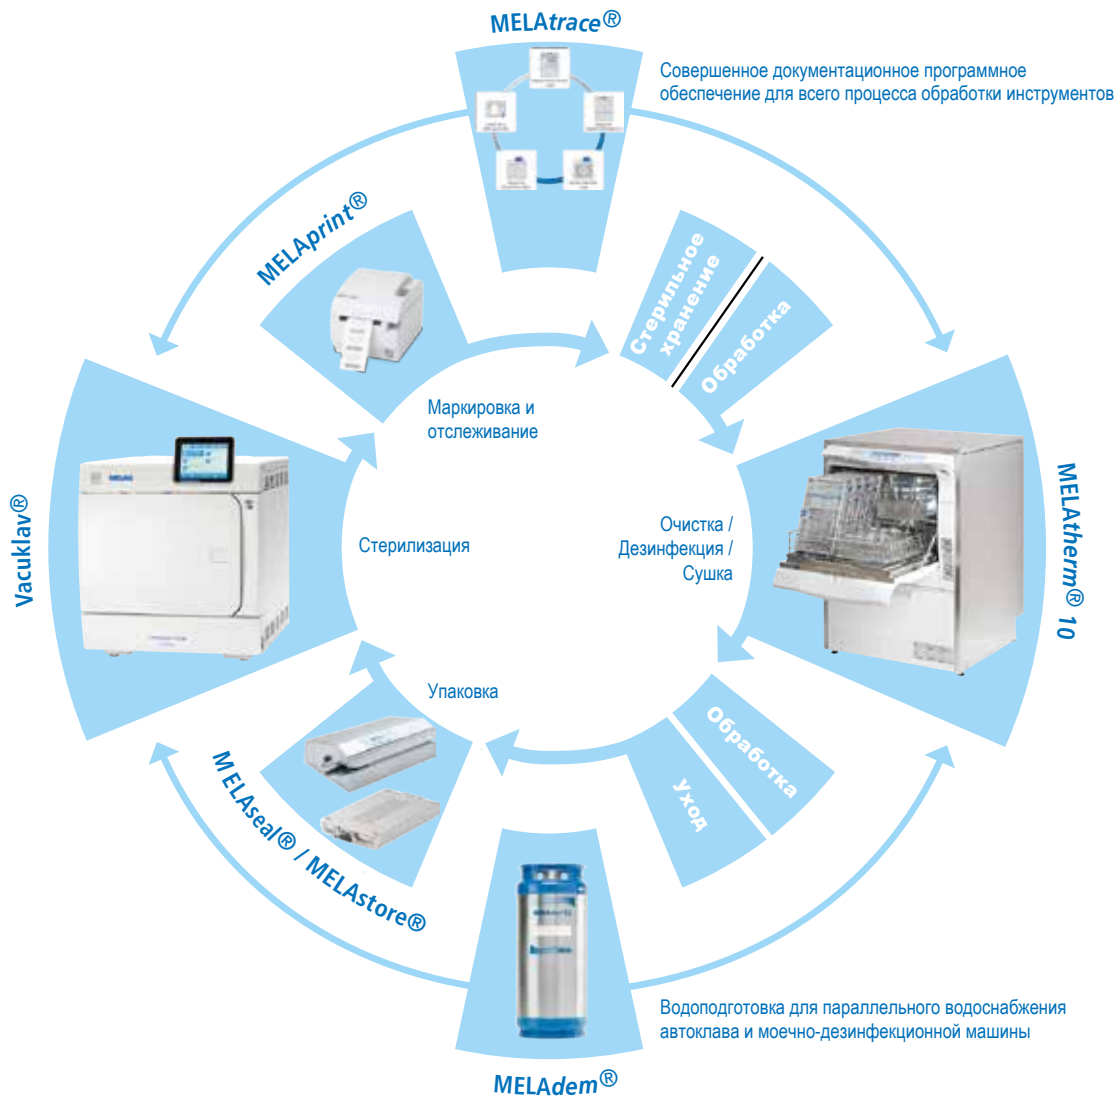 MELAtrace®
Совершенное документационное программное
обеспечение для всего процесса обработки инструментов
MELAprint®
Стерильное
хранение
Обработка
Маркировка и
отслеживание
Vacuklav®
MELAG
Стерилизация
Очистка /
Дезинфекция /
Сушка
MELAtherm® 10
Упаковка
Обработка
Уход
MELAseal® / MELAstore®
Водоподготовка для параллельного водоснабжения
автоклава и моечно-дезинфекционной машины
MELAdem®